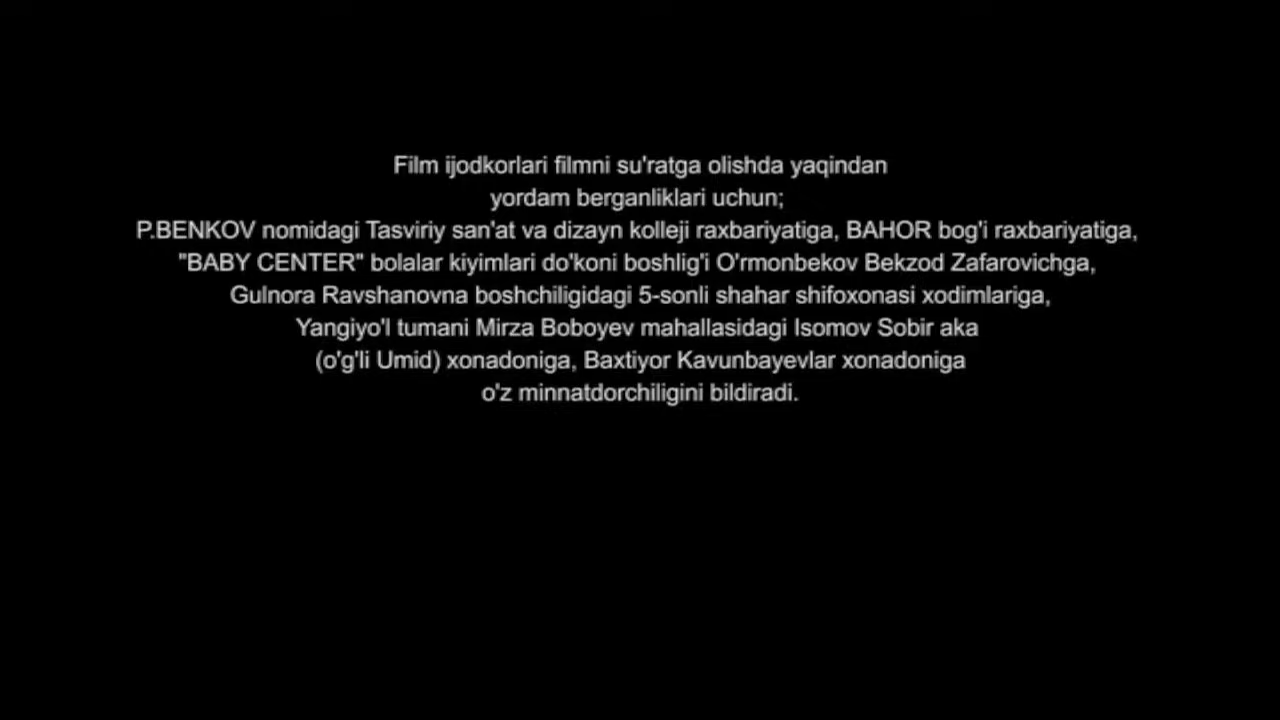 Film ijodkorlari filmni su'ratga olishda yaqindan
yordam berganliklari uchun;
P.BENKOV nomidagi Tasviriy san'at va dizayn kolleji raxbariyatiga, BAHOR bog'i raxbariyatiga,
"BABY CENTER" bolalar kiyimlari do'koni boshlig'i O'rmonbekov Bekzod Zafarovichga,
Gulnora Ravshanovna boshchiligidagi 5-sonli shahar shifoxonasi xodimlariga,
Yangiyo'l tumani Mirza Boboyev mahallasidagi Isomov Sobir aka
(o'g'li Umid) xonadoniga, Baxtiyor Kavunbayevlar xonadoniga
o'z minnatdorchiligini bildiradi.